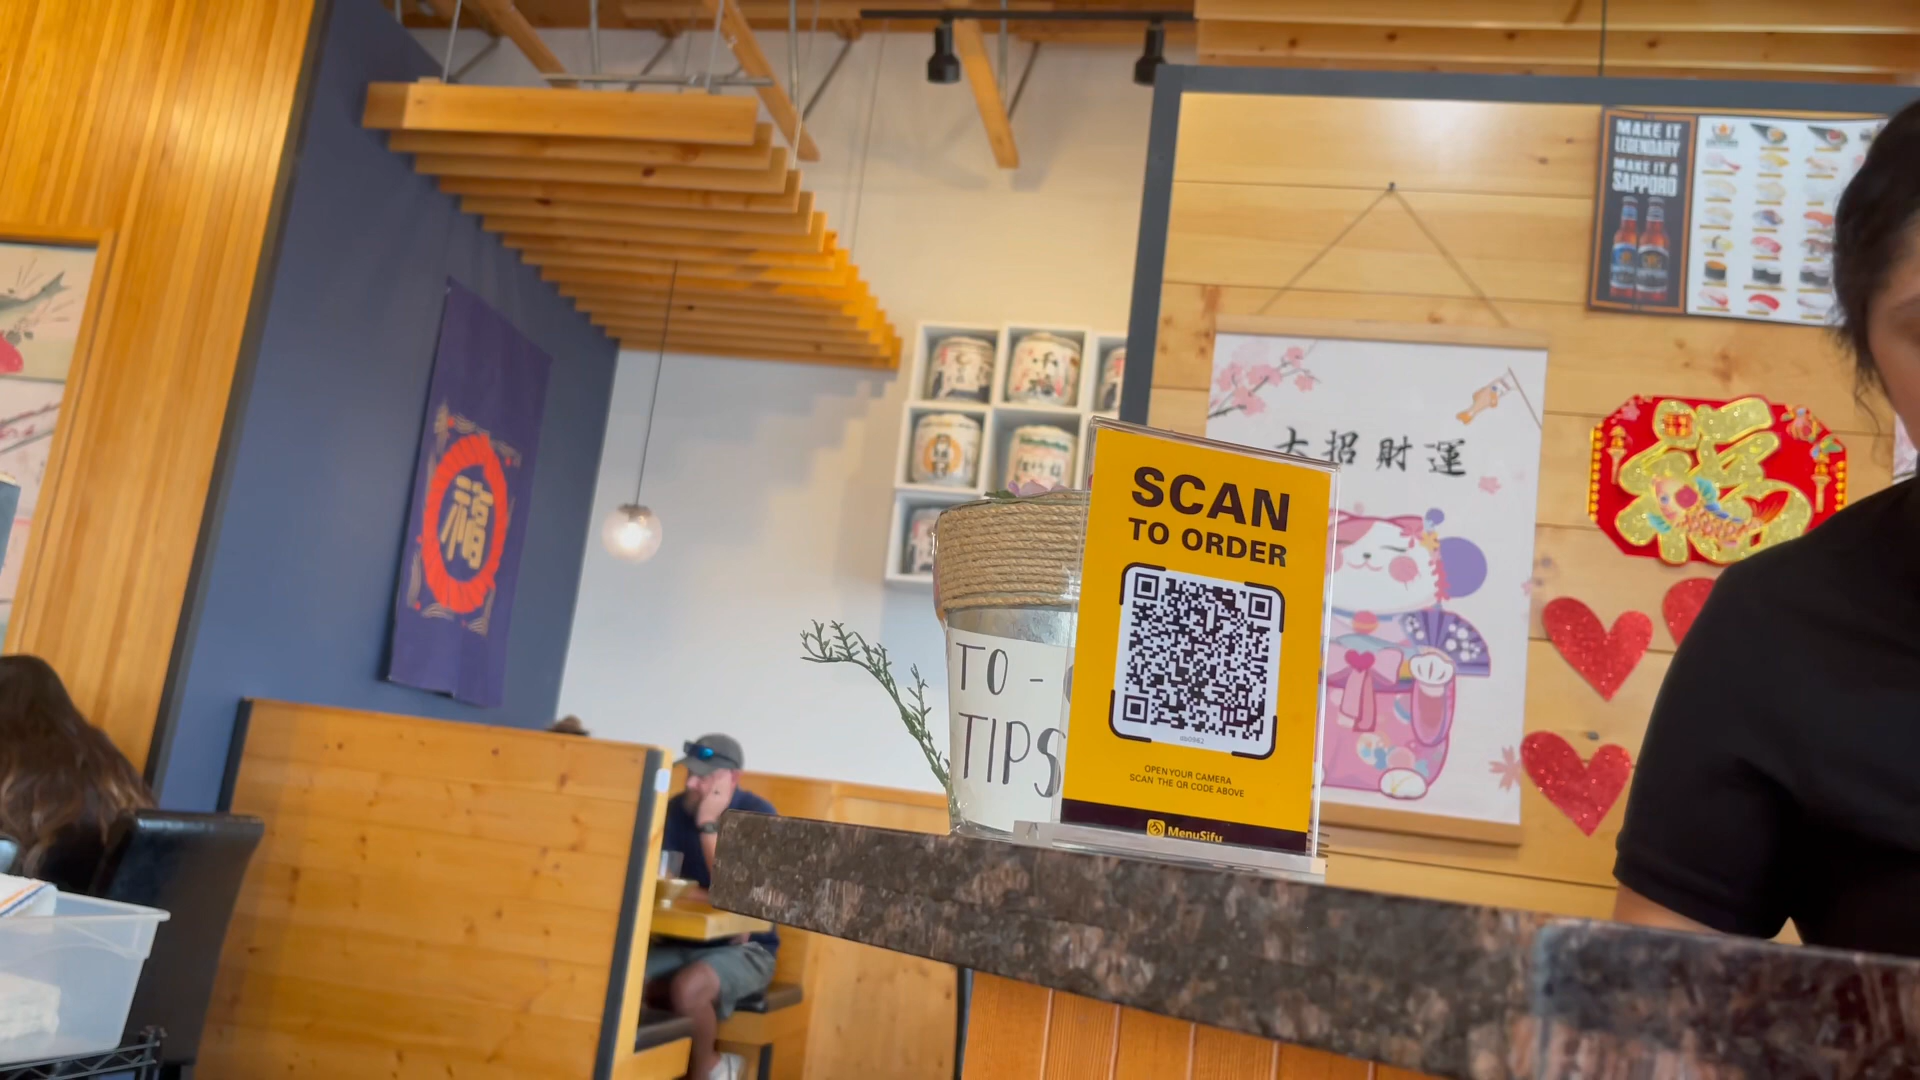 MAKE IT
LEGENDARY
MAKE IT A
SAPPORO
大招財運
福
福
SCAN
TO ORDER
OPEN YOUR CAMERA
SCAN THE QR CODE ABOVE
MenuSifu
TO -
TIPS